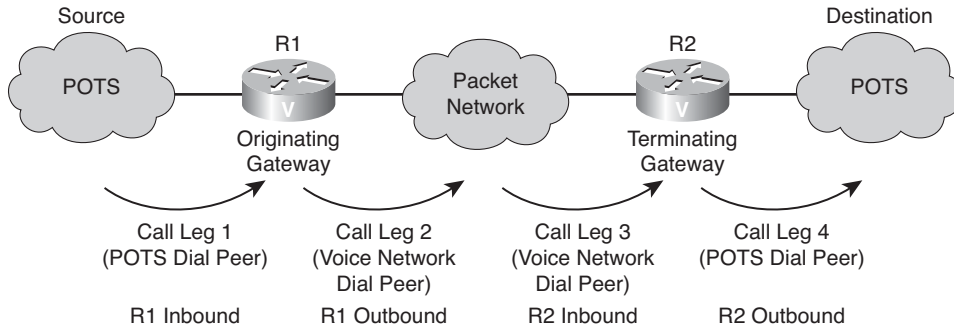 Source
Destination
R1
R2
POTS
V
Packet
Network
V
POTS
Originating
Gateway
Terminating
Gateway
Call Leg 1
(POTS Dial Peer)
Call Leg 2
(Voice Network
Dial Peer)
Call Leg 3
(Voice Network
Dial Peer)
Call Leg 4
(POTS Dial Peer)
R1 Inbound
R1 Outbound
R2 Inbound
R2 Outbound